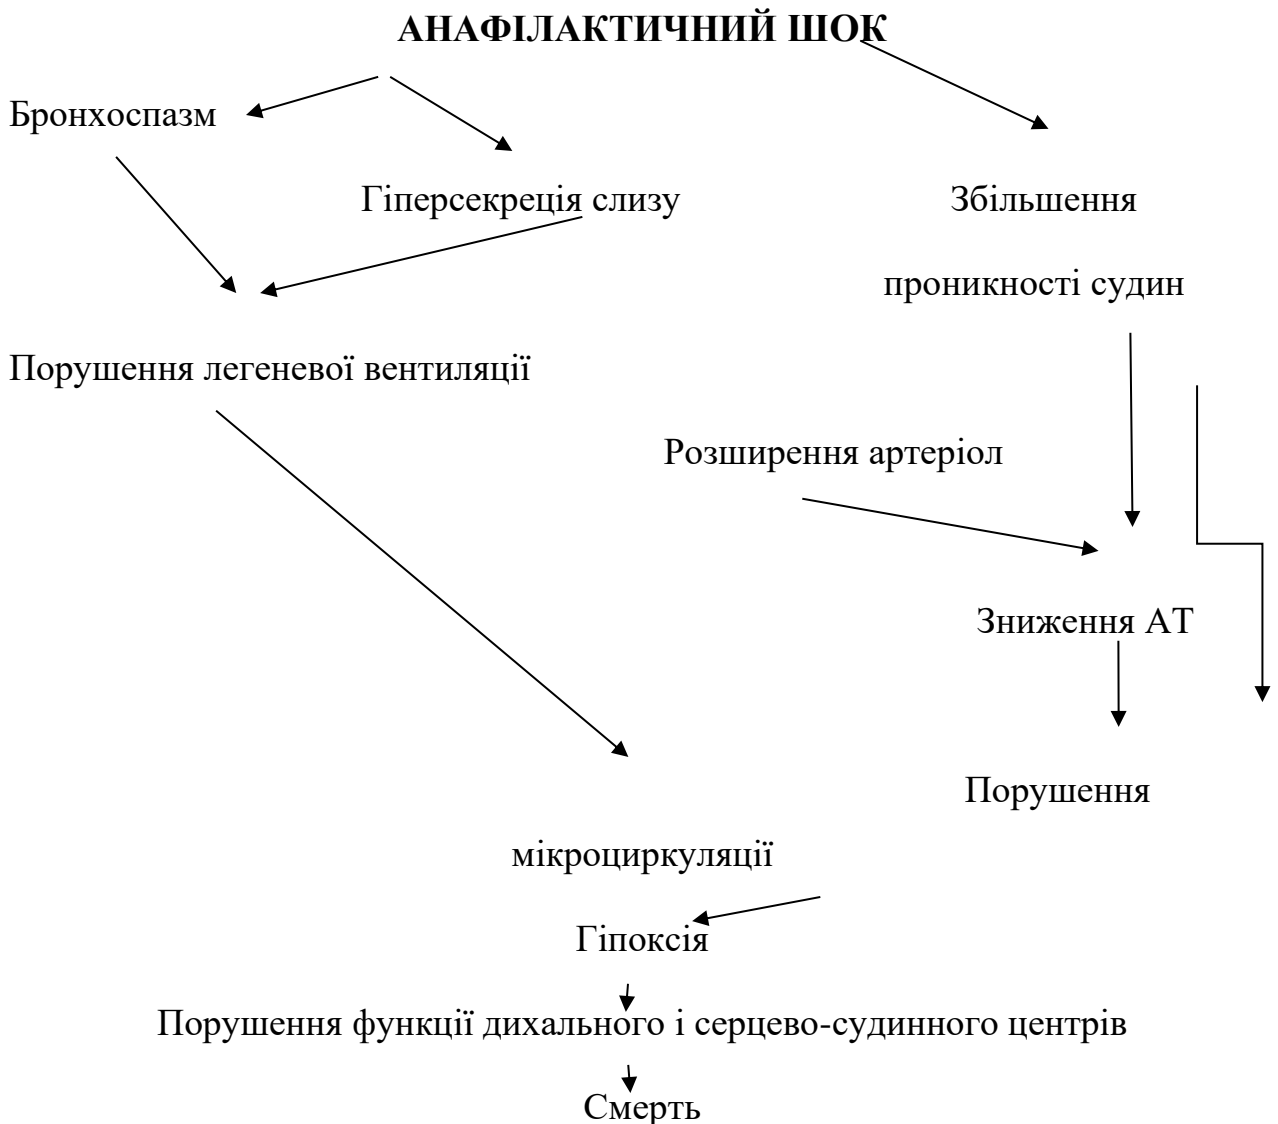 АНАФІЛАКТИЧНИЙ ШОК
Бронхоспазм
Гіперсекреція слизу Збільшення
проникності судин
Порушення легеневої вентиляції
Розширення артеріол
Зниження АТ
Порушення
мікроциркуляції
Гіпоксія
Порушення функції дихального і серцево-судинного центрів
Смерть